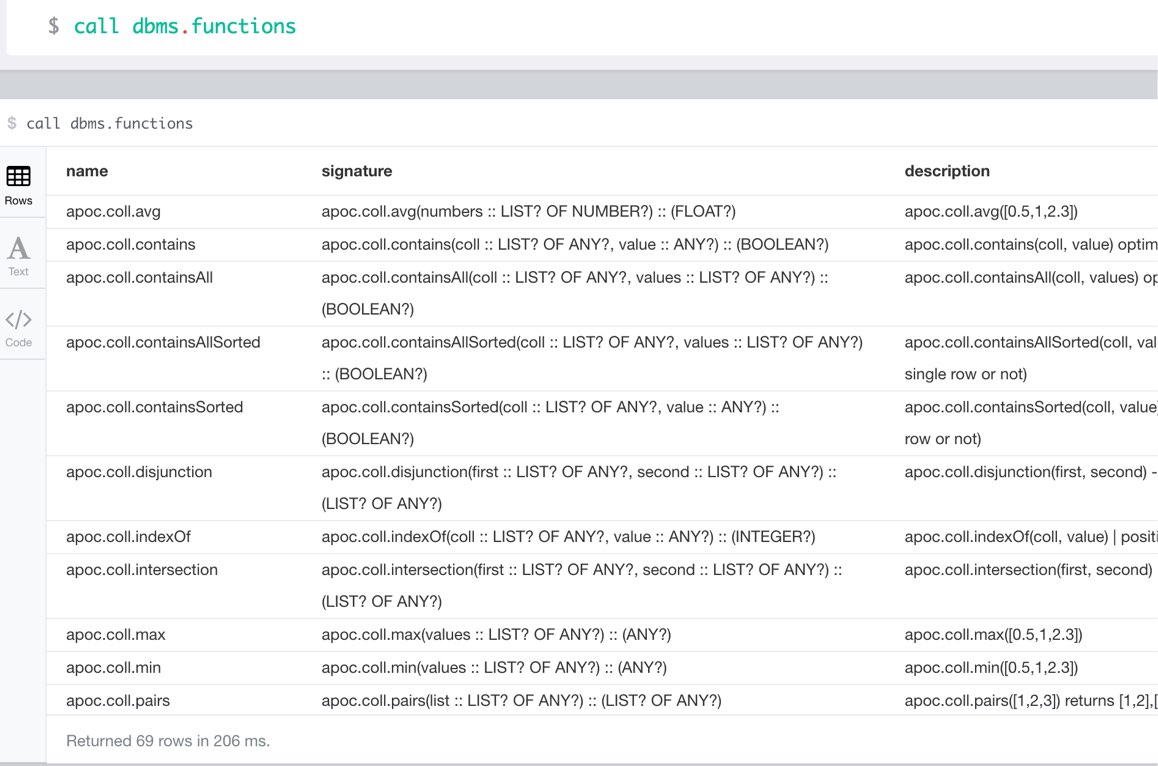 $ call dbms.functions
$ call dbms.functions
name signature description
Rows
apoc.coll.avg apoc.coll.avg(numbers :: LIST? OF NUMBER?) :: (FLOAT?) apoc.coll.avg([0.5,1,2.3])
apoc.coll.contains apoc.coll.contains(coll :: LIST? OF ANY?, value :: ANY?) :: (BOOLEAN?) apoc.coll.contains(coll, value) optim
Text
apoc.coll.containsAll apoc.coll.containsAll(coll :: LIST? OF ANY?, values :: LIST? OF ANY?) :: apoc.coll.containsAll(coll, values) op
(BOOLEAN?)
Code
apoc.coll.containsAllSorted apoc.coll.containsAllSorted(coll :: LIST? OF ANY?, values :: LIST? OF ANY?) apoc.coll.containsAllSorted(coll, val
:: (BOOLEAN?) single row or not)
apoc.coll.containsSorted apoc.coll.containsSorted(coll :: LIST? OF ANY?, value :: ANY?) :: apoc.coll.containsSorted(coll, value)
(BOOLEAN?) row or not)
apoc.coll.disjunction apoc.coll.disjunction(first :: LIST? OF ANY?, second :: LIST? OF ANY?) :: apoc.coll.disjunction(first, second) -
(LIST? OF ANY?)
apoc.coll.indexOf apoc.coll.indexOf(coll :: LIST? OF ANY?, value :: ANY?) :: (INTEGER?) apoc.coll.indexOf(coll, value) | positi
apoc.coll.intersection apoc.coll.intersection(first :: LIST? OF ANY?, second :: LIST? OF ANY?) :: apoc.coll.intersection(first, second)
(LIST? OF ANY?)
apoc.coll.max apoc.coll.max(values :: LIST? OF ANY?) :: (ANY?) apoc.coll.max([0.5,1,2.3])
apoc.coll.min apoc.coll.min(values :: LIST? OF ANY?) :: (ANY?) apoc.coll.min([0.5,1,2.3])
apoc.coll.pairs apoc.coll.pairs(list :: LIST? OF ANY?) :: (LIST? OF ANY?) apoc.coll.pairs([1,2,3]) returns [1,2],[
Returned 69 rows in 206 ms.